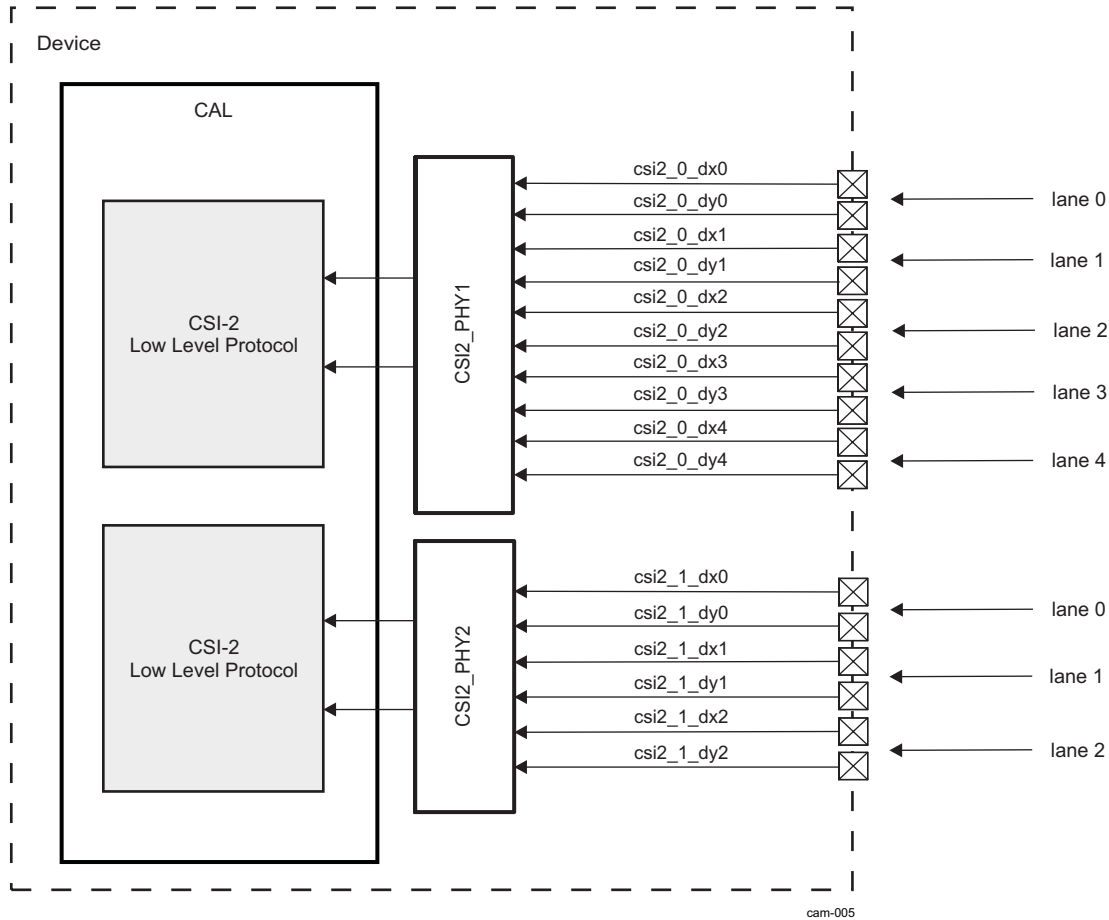 Device
CAL
CSI-2
Low Level Protocol
CSI2_PHY1
csi2_0_dx0
csi2_0_dy0
csi2_0_dx1
csi2_0_dy1
csi2_0_dx2
csi2_0_dy2
csi2_0_dx3
csi2_0_dy3
csi2_0_dx4
csi2_0_dy4
lane 0
lane 1
lane 2
lane 3
lane 4
CSI-2
Low Level Protocol
CSI2_PHY2
csi2_1_dx0
csi2_1_dy0
csi2_1_dx1
csi2_1_dy1
csi2_1_dx2
csi2_1_dy2
lane 0
lane 1
lane 2
cam-005